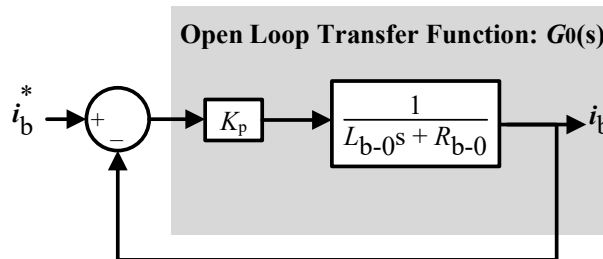 Open Loop Transfer Function: G0(s)
i*b
+
−
Kp
1
Lb-0s + Rb-0
ib